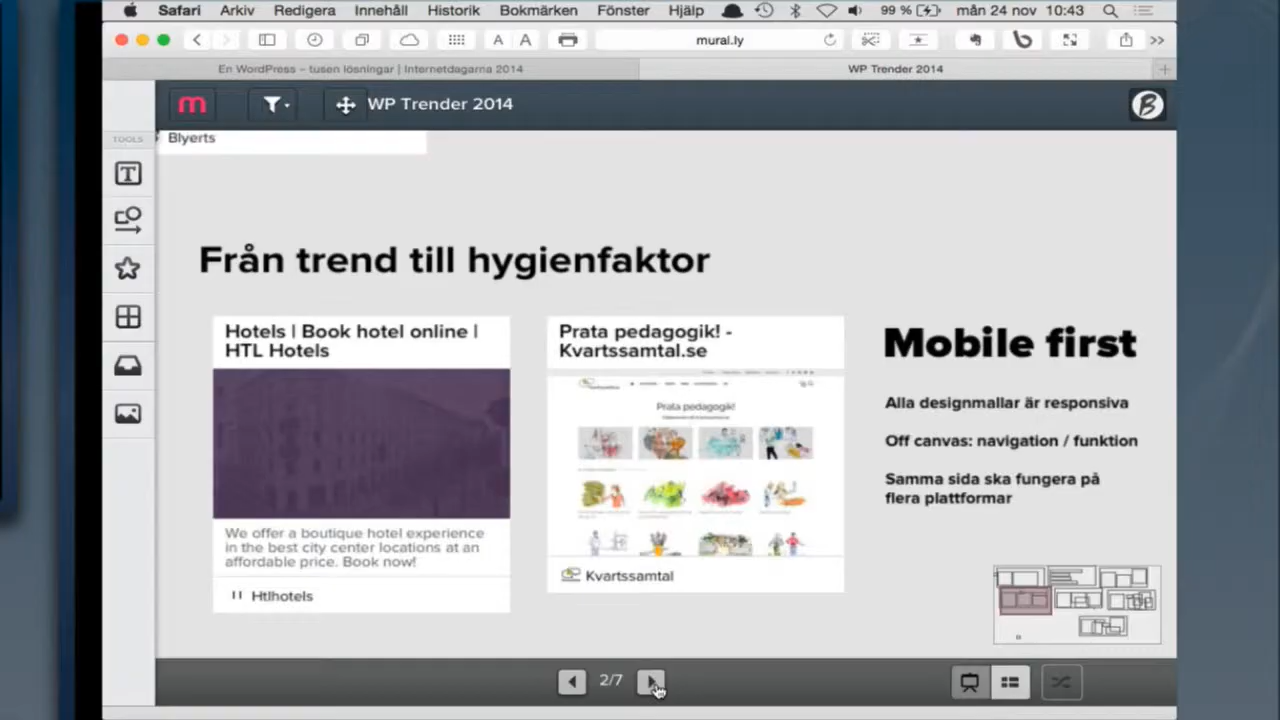 Safari Arkiv Redigera Innehåll Historik Bokmärken Fönster Hjälp 99 % mån 24 nov 10:43
A A mural.ly
En WordPress – tusen lösningar | Internetdagarna 2014 WP Trender 2014
m WP Trender 2014 B
TOOLS
Blyerts
T
Från trend till hygienfaktor
Hotels | Book hotel online |
HTL Hotels
We offer a boutique hotel experience
in the best city center locations at an
affordable price. Book now!
Htlhotels
Prata pedagogik! -
Kvartssamtal.se
Prata pedagogik!
Kvartssamtal
Mobile first
Alla designmallar är responsiva
Off canvas: navigation / funktion
Samma sida ska fungera på
flera plattformar
2/7